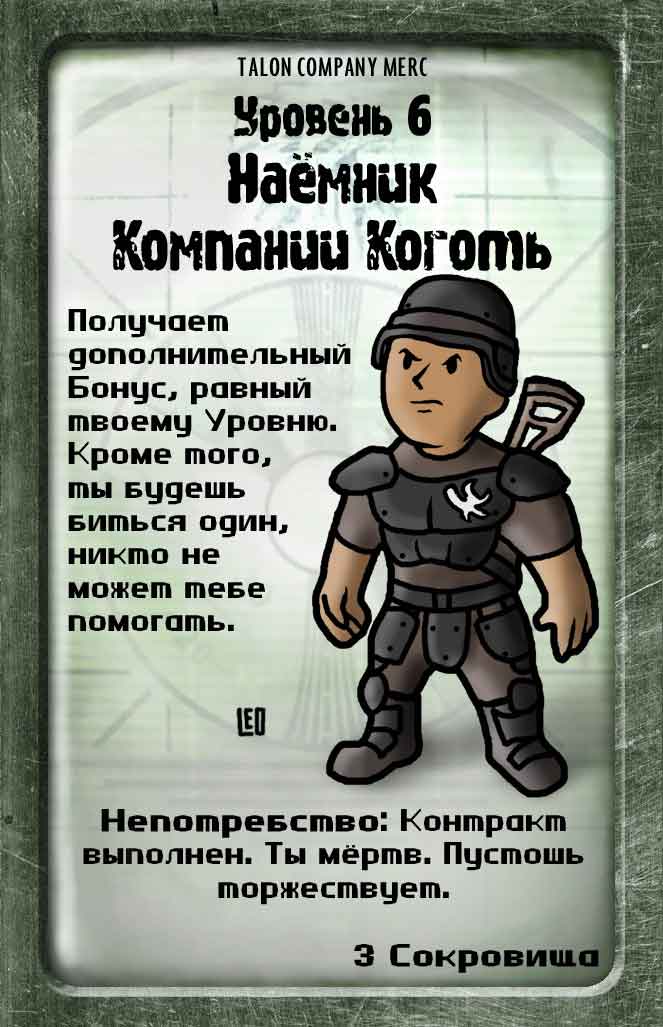 TALON COMPANY MERC
Уровень 6
Наёмник
Компании Коготь
Получает
дополнительный
Бонус, равный
твоему Уровню.
Кроме того,
ты будешь
биться один,
никто не
может тебе
помогать.
LEO
Непотребство: Контракт
выполнен. Ты мёртв. Пустошь
торжествует.
3 Сокровища